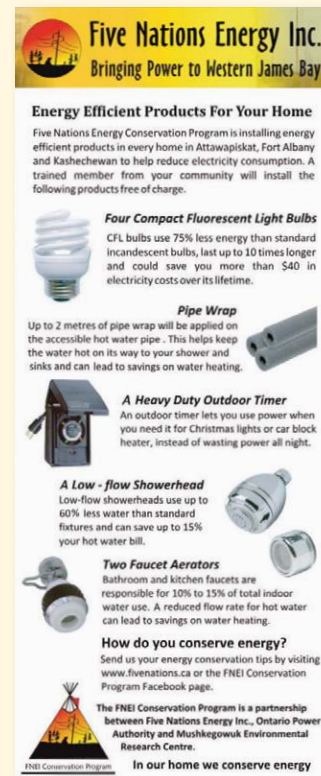 Five Nations Energy Inc.
Bringing Power to Western James Bay
Energy Efficient Products For Your Home
Five Nations Energy Conservation Program is installing energy
efficient products in every home in Attawapiskat, Fort Albany
and Kashechewan to help reduce electricity consumption. A
trained member from your community will install the
following products free of charge.
Four Compact Fluorescent Light Bulbs
CFL bulbs use 75% less energy than standard
incandescent bulbs, last up to 10 times longer
and could save you more than $40 in
electricity costs over its lifetime.
Pipe Wrap
Up to 2 metres of pipe wrap will be applied on
the accessible hot water pipe . This helps keep
the water hot on its way to your shower and
sinks and can lead to savings on water heating.
A Heavy Duty Outdoor Timer
An outdoor timer lets you use power when
you need it for Christmas lights or car block
heater, instead of wasting power all night.
A Low - flow Showerhead
Low-flow showerheads use up to
60% less water than standard
fixtures and can save up to 15%
your hot water bill.
Two Faucet Aerators
Bathroom and kitchen faucets are
responsible for 10% to 15% of total indoor
water use. A reduced flow rate for hot water
can lead to savings on water heating.
How do you conserve energy?
Send us your energy conservation tips by visiting
www.fivenations.ca or the FNEI Conservation
Program Facebook page.
The FNEI Conservation Program is a partnership
between Five Nations Energy Inc., Ontario Power
Authority and Mushkegowuk Environmental
Research Centre.
FNEI Conservation Program
In our home we conserve energy